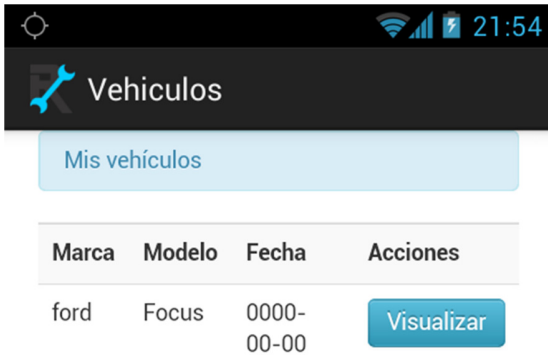 21:54
Vehiculos
Mis vehículos
Marca Modelo Fecha Acciones
ford Focus 0000- Visualizar
00-00